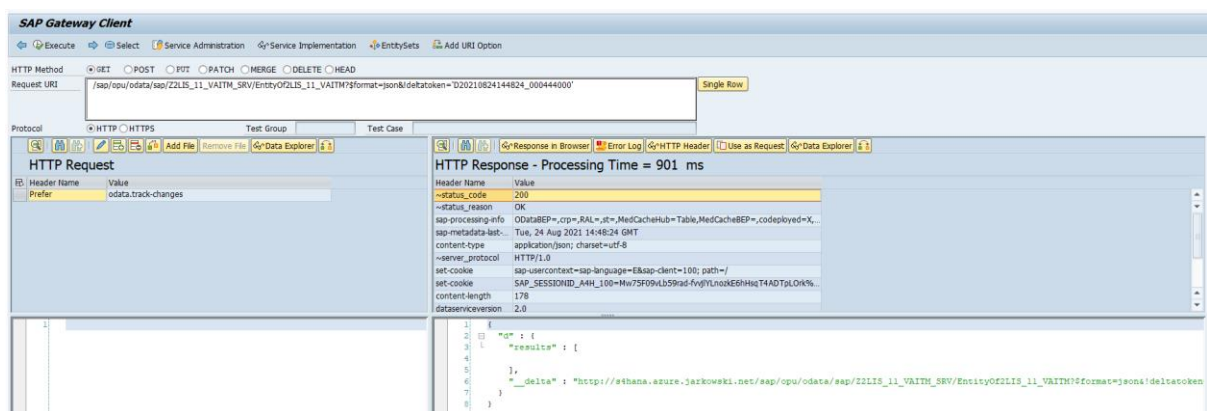 SAP Gateway Client
Execute Select Service Administration Service Implementation EntitySets Add URI Option
HTTP Method GET POST PUT PATCH MERGE DELETE HEAD
Request URI /sap/opu/odata/sap/Z2LIS_11_VAITM_SRV/EntityOf2LIS_11_VAITM?$format=json&!deltatoken='D20210824144824_000444000' Single Row
Protocol HTTP HTTPS Test Group Test Case
Add File Remove File Data Explorer
HTTP Request
Header Name Value
Prefer odata.track-changes
1
Response in Browser Error Log HTTP Header Use as Request Data Explorer
HTTP Response - Processing Time = 901 ms
Header Name Value
~status_code 200
~status_reason OK
sap-processing-info ODataBEP=,crp=,RAL=,st=,MedCacheHub=Table,MedCacheBEP=,codeployed=X,...
sap-metadata-last-... Tue, 24 Aug 2021 14:48:24 GMT
content-type application/json; charset=utf-8
~server_protocol HTTP/1.0
set-cookie sap-usercontext=sap-language=E&sap-client=100; path=/
set-cookie
content-length 178
dataserviceversion 2.0
1 {
2 "d" : {
3 "results" : [
4
5 ],
6 "__delta" : "http://s4hana.azure.jarkowski.net/sap/opu/odata/sap/Z2LIS_11_VAITM_SRV/EntityOf2LIS_11_VAITM?$format=json&!deltatoken
7 }
8 }